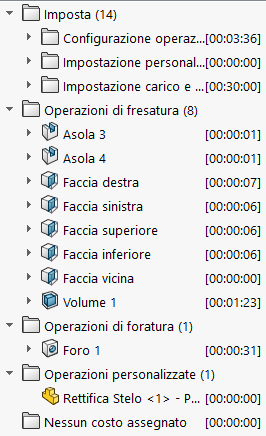 Imposta (14)
Configurazione operaz...[00:03:36]
Impostazione personal...[00:00:00]
Impostazione carico e ...[00:30:00]
Operazioni di fresatura (8)
Asola 3 [00:00:01]
Asola 4 [00:00:01]
Faccia destra [00:00:07]
Faccia sinistra [00:00:06]
Faccia superiore [00:00:06]
Faccia inferiore [00:00:06]
Faccia vicina [00:00:00]
Volume 1 [00:01:23]
Operazioni di foratura (1)
Foro 1 [00:00:31]
Operazioni personalizzate (1)
Rettifica Stelo <1> - P... [00:00:00]
Nessun costo assegnato [00:00:00]